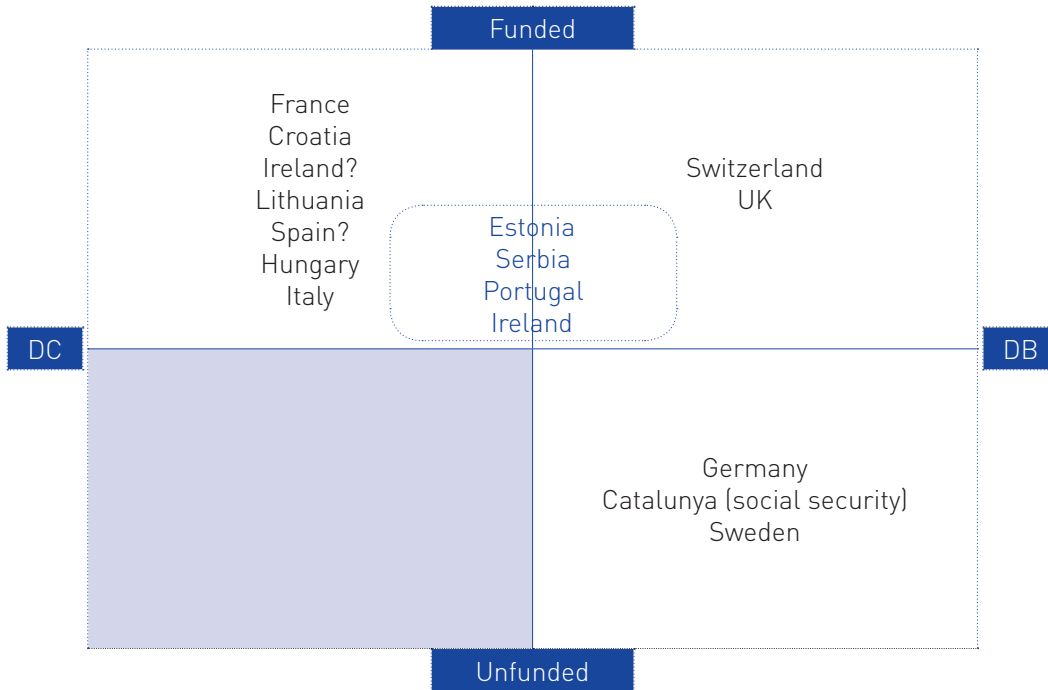 Funded
France
Croatia
Ireland?
Lithuania
Spain?
Hungary
Italy
Switzerland
UK
Estonia
Serbia
Portugal
Ireland
DC
DB
Germany
Catalunya (social security)
Sweden
Unfunded